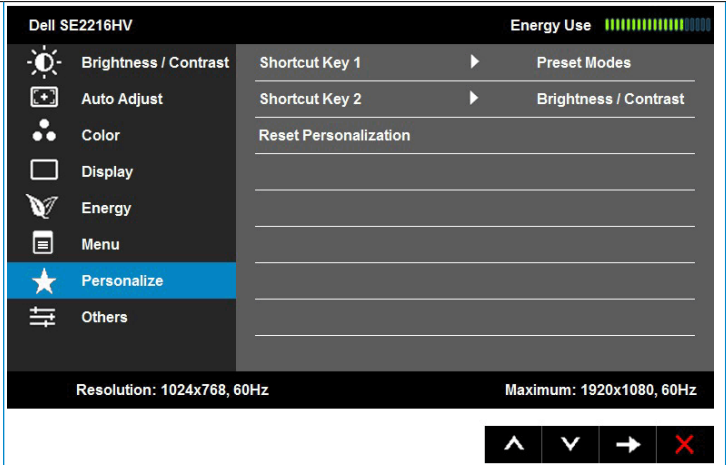 Dell SE2216HV Energy Use
Brightness / Contrast Shortcut Key 1 Preset Modes
Auto Adjust Shortcut Key 2 Brightness / Contrast
Color Reset Personalization
Display
Energy
Menu
Personalize
Others
Resolution: 1024x768, 60Hz Maximum: 1920x1080, 60Hz